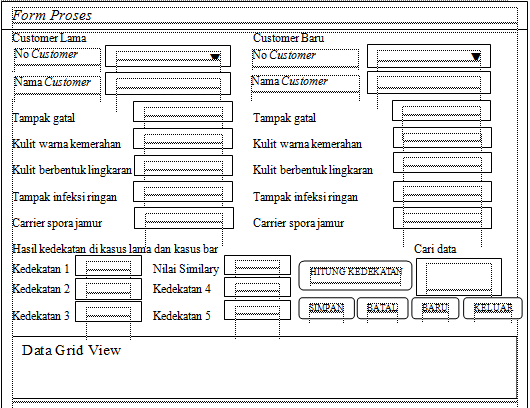 Form Proses
Customer Lama
Customer Baru
No Customer
No Customer
Nama Customer
Nama Customer
Tampak gatal
Tampak gatal
Kulit warna kemerahan
Kulit warna kemerahan
Kulit berbentuk lingkaran
Kulit berbentuk lingkaran
Tampak infeksi ringan
Tampak infeksi ringan
Carrier spora jamur
Carrier spora jamur
Hasil kedekatan di kasus lama dan kasus bar
Cari data
Kedekatan 1
Nilai Similary
HITUNG KEDEKATAN
Kedekatan 2
Kedekatan 4
Kedekatan 3
Kedekatan 5
SIMPAN
BATAL
BARU
KELUAR
Data Grid View